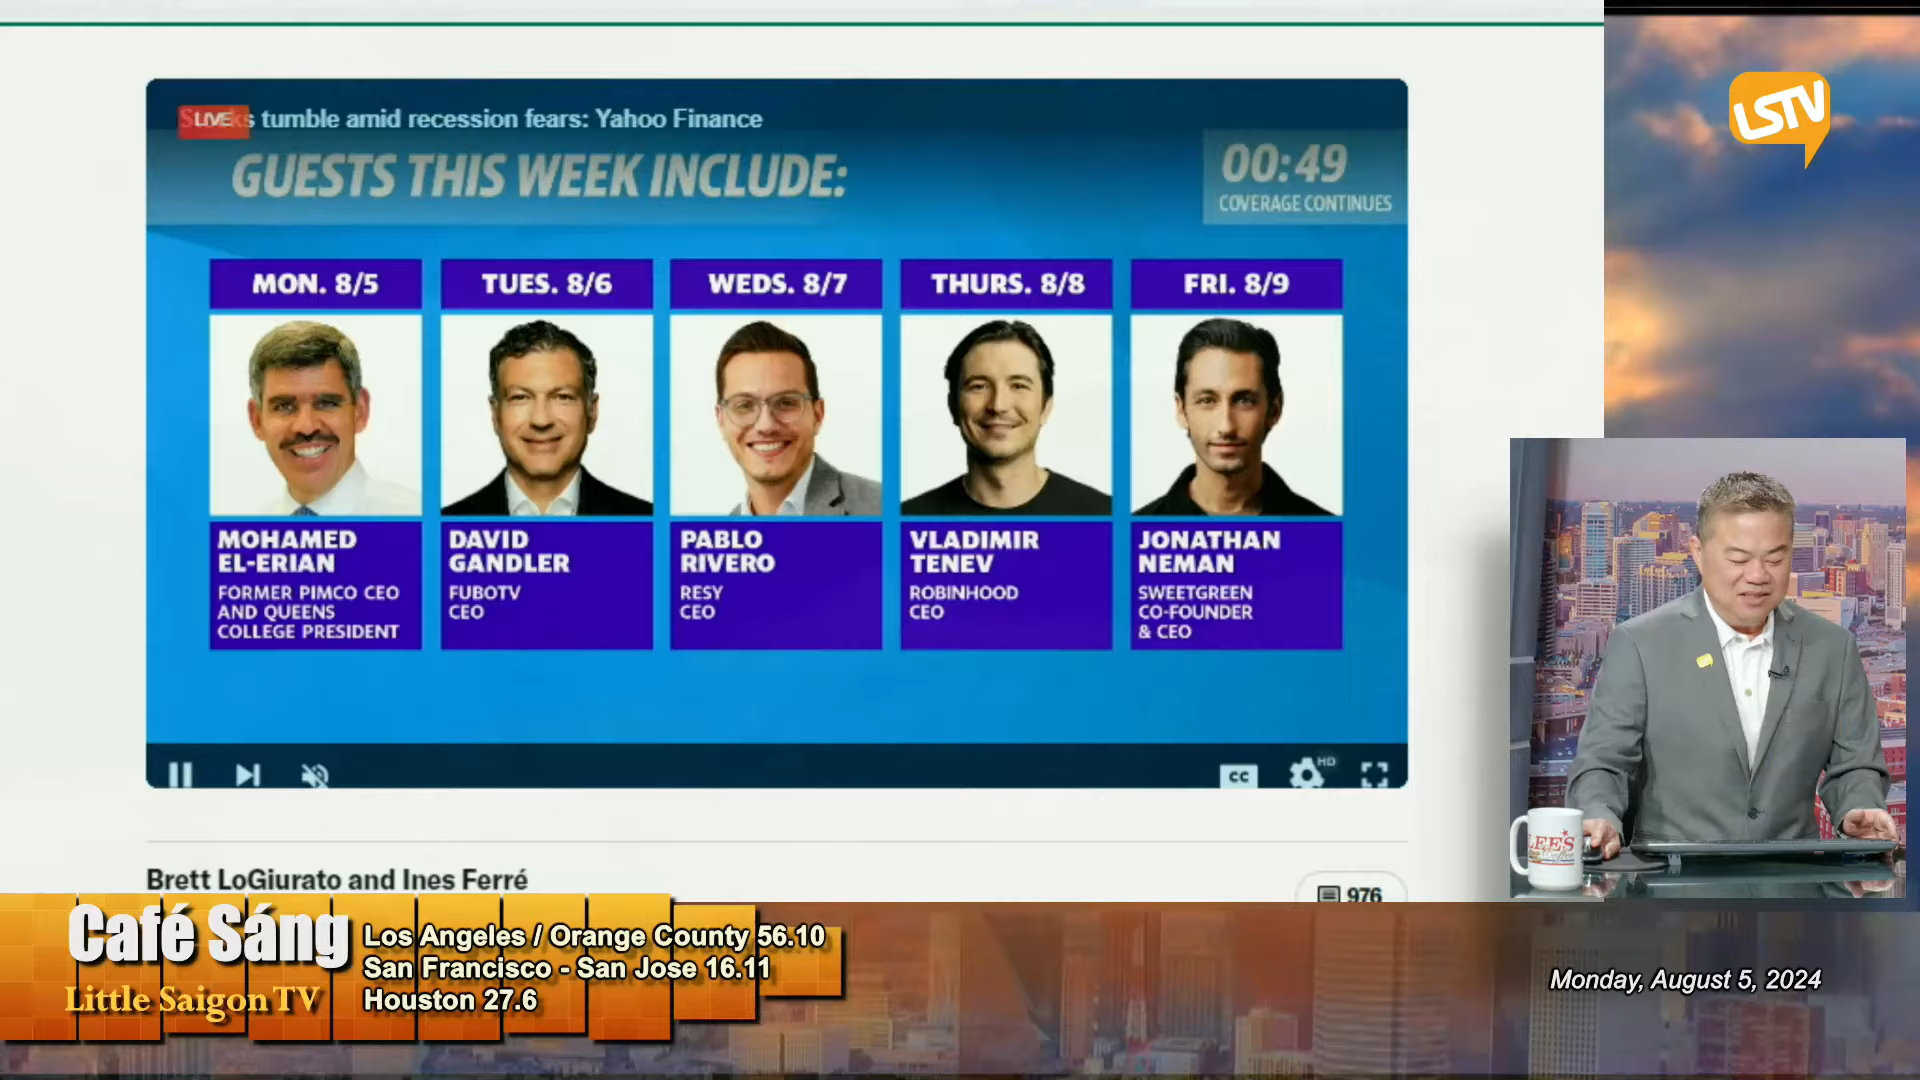 LIVE
tumble amid recession fears: Yahoo Finance
GUESTS THIS WEEK INCLUDE:
00:49
COVERAGE CONTINUES
MON. 8/5
TUES. 8/6
WEDS. 8/7
THURS. 8/8
FRI. 8/9
MOHAMED
EL-ERIAN
FORMER PIMCO CEO
AND QUEENS
COLLEGE PRESIDENT
DAVID
GANDLER
FUBOTV
CEO
PABLO
RIVERO
RESY
CEO
VLADIMIR
TENEV
ROBINHOOD
CEO
JONATHAN
NEMAN
SWEETGREEN
CO-FOUNDER
& CEO
CC
HD
Brett LoGiurato and Ines Ferré
976
LSTV
LEE'S
Coffee
Café Sáng
Little Saigon TV
Los Angeles / Orange County 56.10
San Francisco - San Jose 16.11
Houston 27.6
Monday, August 5, 2024